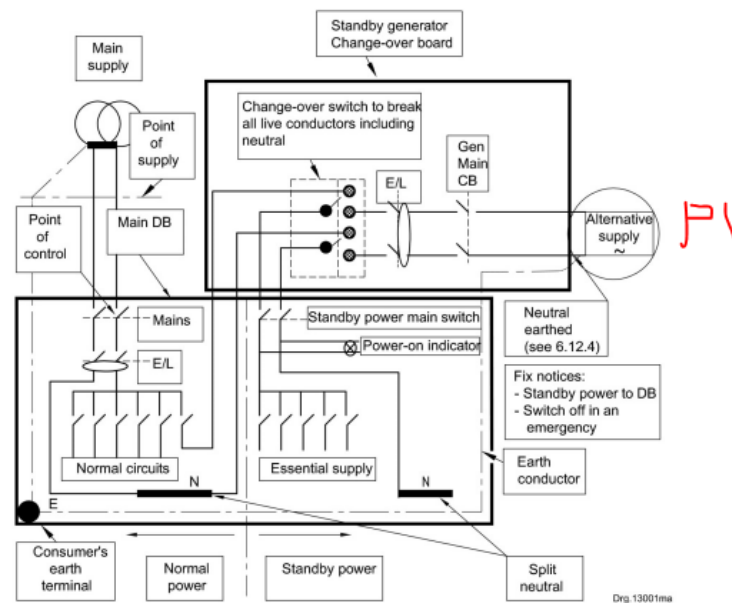 Standby generator
Change-over board
Main
supply
Change-over switch to break
all live conductors including
neutral
Point
of
supply
E/L
Gen
Main
CB
Point
of
control
Main DB
Alternative
supply
~
Mains
Standby power main switch
Neutral
earthed
(see 6.12.4)
E/L
Power-on indicator
Fix notices:
- Standby power to DB
- Switch off in an
emergency
Normal circuits
Essential supply
N
N
Earth
conductor
E
Consumer's
earth
terminal
Normal
power
Standby power
Split
neutral
Drg.13001ma